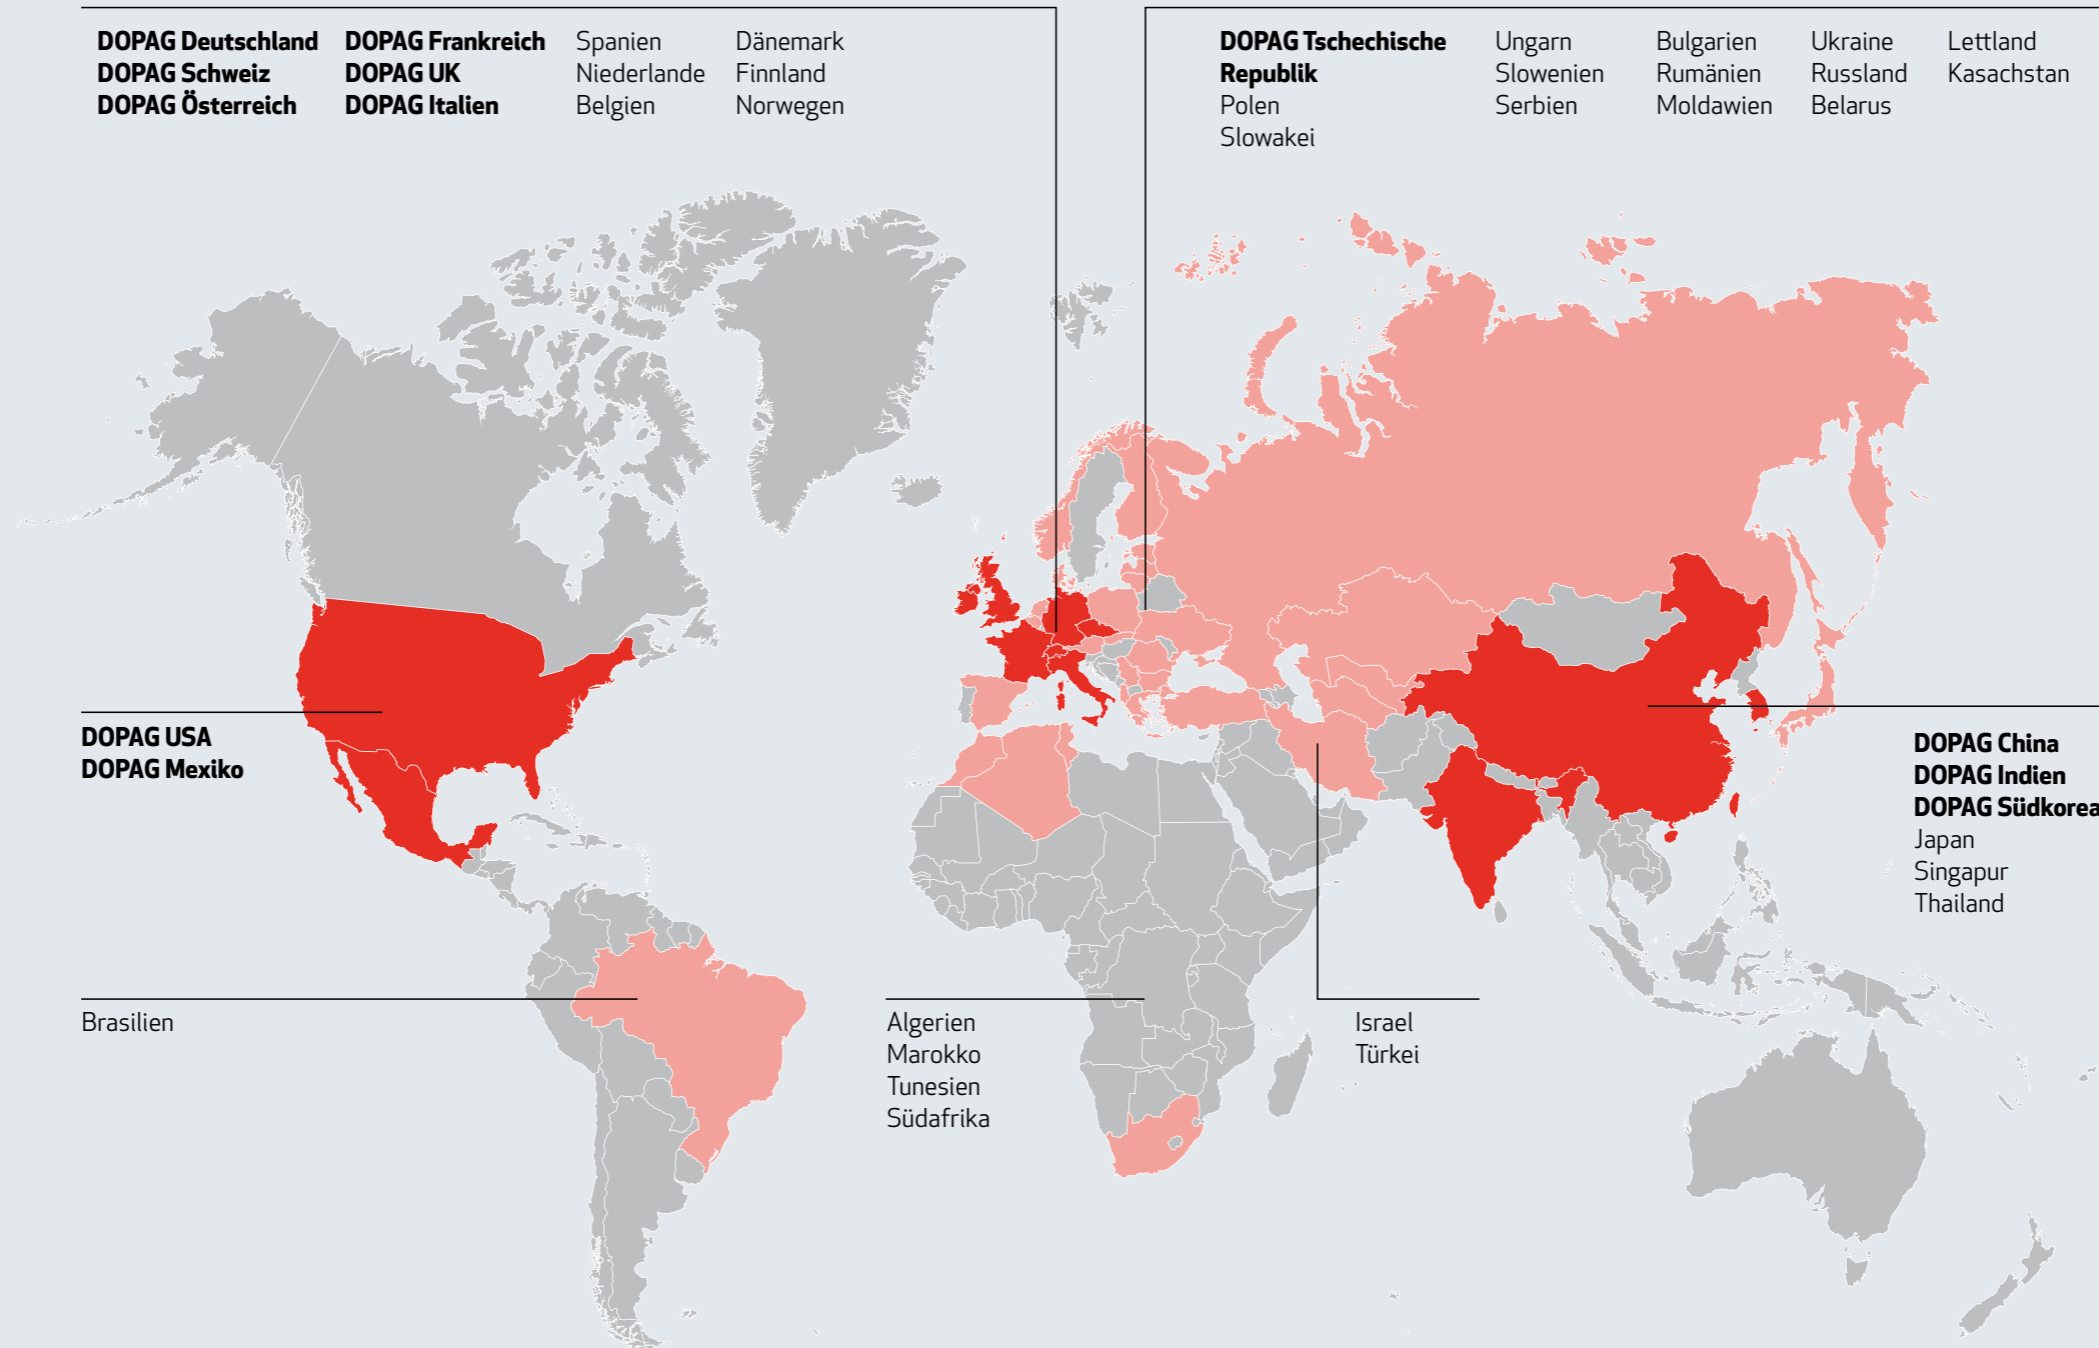 DOPAG Deutschland
DOPAG Schweiz
DOPAG Österreich
DOPAG Frankreich
DOPAG UK
DOPAG Italien
Spanien
Niederlande
Belgien
Dänemark
Finnland
Norwegen
DOPAG Tschechische
Republik
Polen
Slowakei
Ungarn
Slowenien
Serbien
Bulgarien
Rumänien
Moldawien
Ukraine
Russland
Belarus
Lettland
Kasachstan
DOPAG USA
DOPAG Mexiko
DOPAG China
DOPAG Indien
DOPAG Südkorea
Japan
Singapur
Thailand
Brasilien
Algerien
Marokko
Tunesien
Südafrika
Israel
Türkei